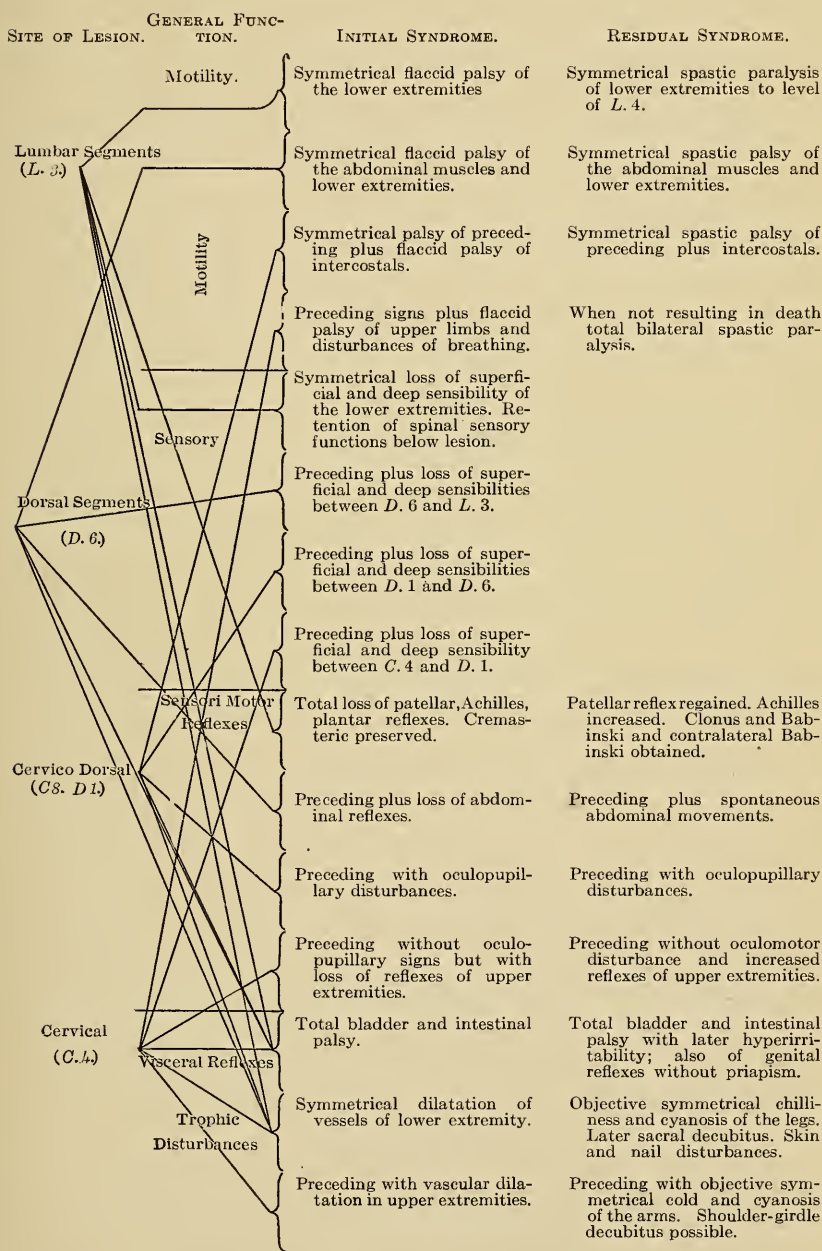 GENERAL FUNC-
SITE OF LESION. TION. INITIAL SYNDROME. RESIDUAL SYNDROME.
Motility.
Symmetrical flaccid palsy of
the lower extremities
Symmetrical spastic paralysis
of lower extremities to level
of L. 4.
Lumbar Segments
(L. 3.)
Symmetrical flaccid palsy of
the abdominal muscles and
lower extremities.
Symmetrical spastic palsy of
the abdominal muscles and
lower extremities.
Motility
Symmetrical palsy of preced-
ing plus flaccid palsy of
intercostals.
Symmetrical spastic palsy of
preceding plus intercostals.
Preceding signs plus flaccid
palsy of upper limbs and
disturbances of breathing.
When not resulting in death
total bilateral spastic par-
alysis.
Sensory
Symmetrical loss of superfi-
cial and deep sensibility of
the lower extremities. Re-
tention of spinal sensory
functions below lesion.
Dorsal Segments
(D. 6.)
Preceding plus loss of super-
ficial and deep sensibilities
between D. 6 and L. 3.
Preceding plus loss of super-
ficial and deep sensibilities
between D. 1 and D. 6.
Preceding plus loss of super-
ficial and deep sensibility
between C. 4 and D. 1.
Sensori Motor
Reflexes
Total loss of patellar, Achilles,
plantar reflexes. Cremas-
teric preserved.
Patellar reflex regained. Achilles
increased. Clonus and Bab-
inski and contralateral Bab-
inski obtained.
Cervico Dorsal
(C8. D1.)
Preceding plus loss of abdom-
inal reflexes.
Preceding plus spontaneous
abdominal movements.
Preceding with oculopupil-
lary disturbances.
Preceding with oculopupillary
disturbances.
Preceding without oculo-
pupillary signs but with
loss of reflexes of upper
extremities.
Preceding without oculomotor
disturbance and increased
reflexes of upper extremities.
Cervical
(C.4.)
Visceral Reflexes
Total bladder and intestinal
palsy.
Total bladder and intestinal
palsy with later hyperirri-
tability; also of genital
reflexes without priapism.
Trophic
Disturbances
Symmetrical dilatation of
vessels of lower extremity.
Objective symmetrical chilli-
ness and cyanosis of the legs.
Later sacral decubitus. Skin
and nail disturbances.
Preceding with vascular dila-
tation in upper extremities.
Preceding with objective sym-
metrical cold and cyanosis
of the arms. Shoulder-girdle
decubitus possible.